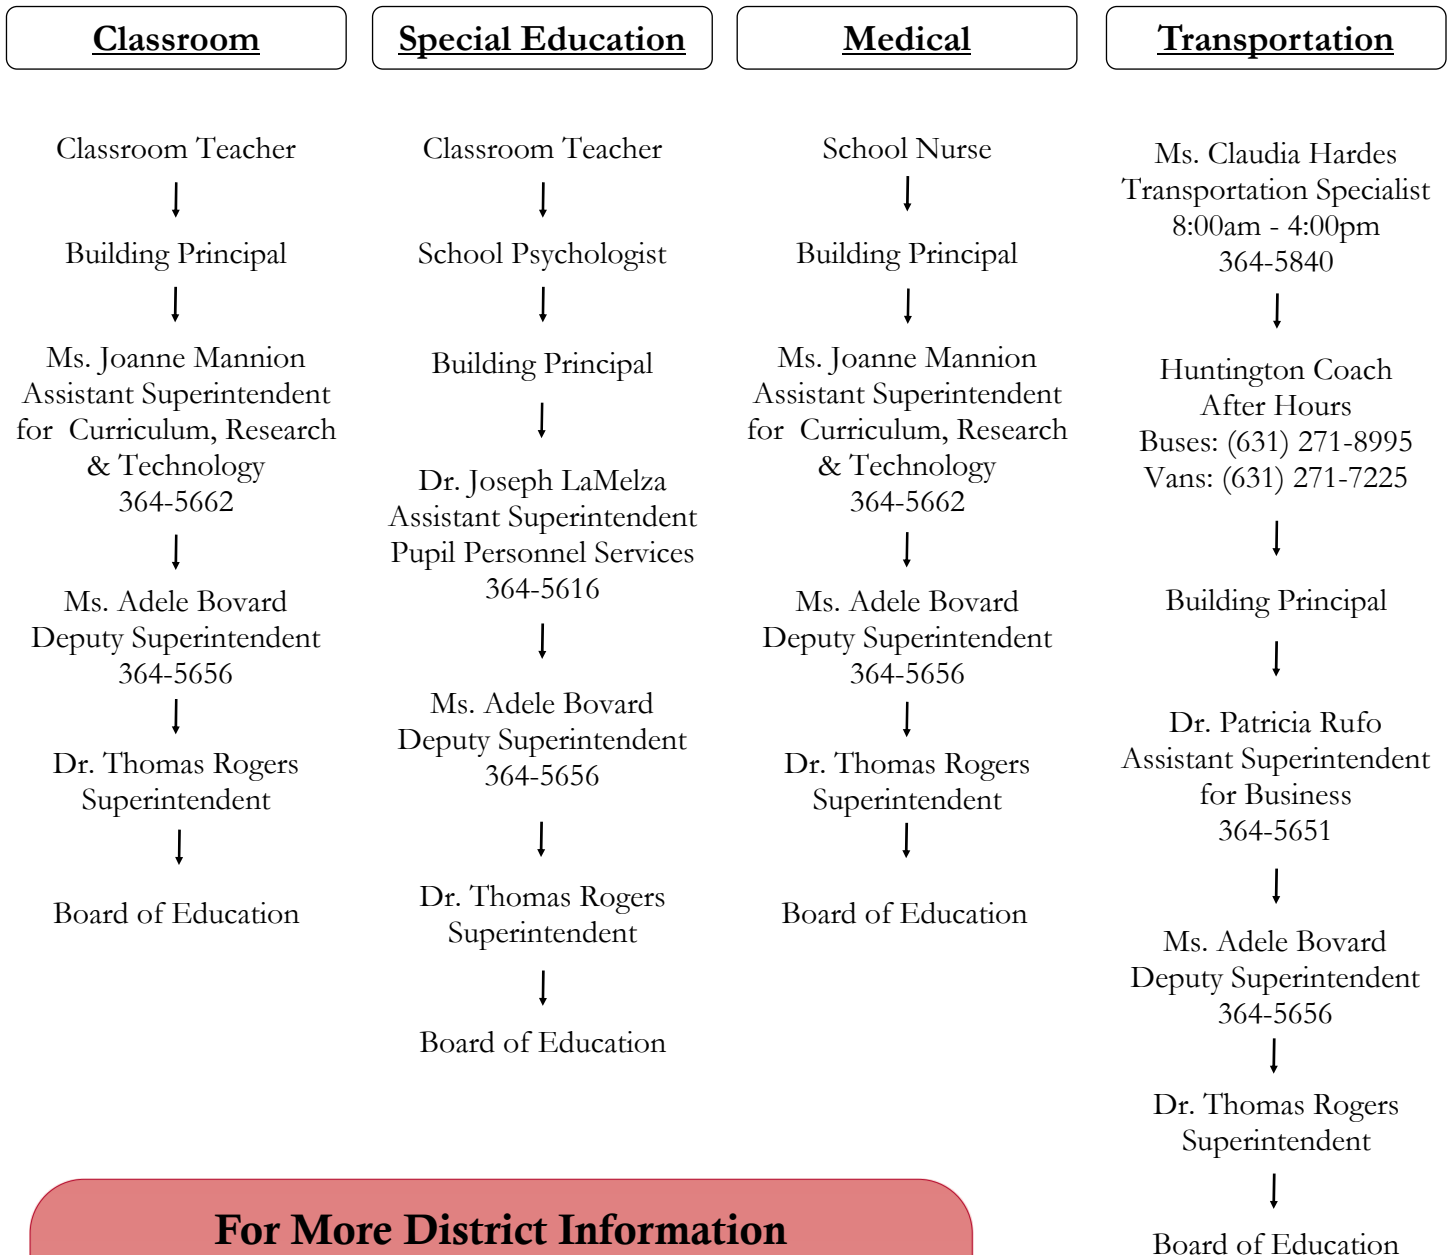 Classroom
Classroom Teacher
Building Principal
Ms. Joanne Mannion
Assistant Superintendent
for Curriculum, Research
& Technology
364-5662
Ms. Adele Bovard
Deputy Superintendent
364-5656
Dr. Thomas Rogers
Superintendent
Board of Education
Special Education
Classroom Teacher
School Psychologist
Building Principal
Dr. Joseph LaMelza
Assistant Superintendent
Pupil Personnel Services
364-5616
Ms. Adele Bovard
Deputy Superintendent
364-5656
Dr. Thomas Rogers
Superintendent
Board of Education
Medical
School Nurse
Building Principal
Ms. Joanne Mannion
Assistant Superintendent
for Curriculum, Research
& Technology
364-5662
Ms. Adele Bovard
Deputy Superintendent
364-5656
Dr. Thomas Rogers
Superintendent
Board of Education
Transportation
Ms. Claudia Hardes
Transportation Specialist
8:00am - 4:00pm
364-5840
Huntington Coach
After Hours
Buses: (631) 271-8995
Vans: (631) 271-7225
Building Principal
Dr. Patricia Rufo
Assistant Superintendent
for Business
364-5651
Ms. Adele Bovard
Deputy Superintendent
364-5656
Dr. Thomas Rogers
Superintendent
Board of Education
For More District Information